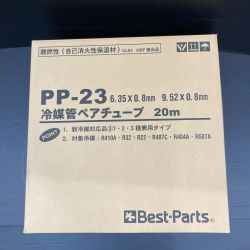 難燃性（自己消火性保温材）UL94 HBF 商品
PP-23 6.35×0.8mm 9.52×0.8mm
冷媒管ペアチューブ 20m
POINT
1．新冷媒対応品①・2・3種兼用タイプ
2．対象冷媒：R410A・R32・R22・R407C・R404A・R507A
Best-Parts®